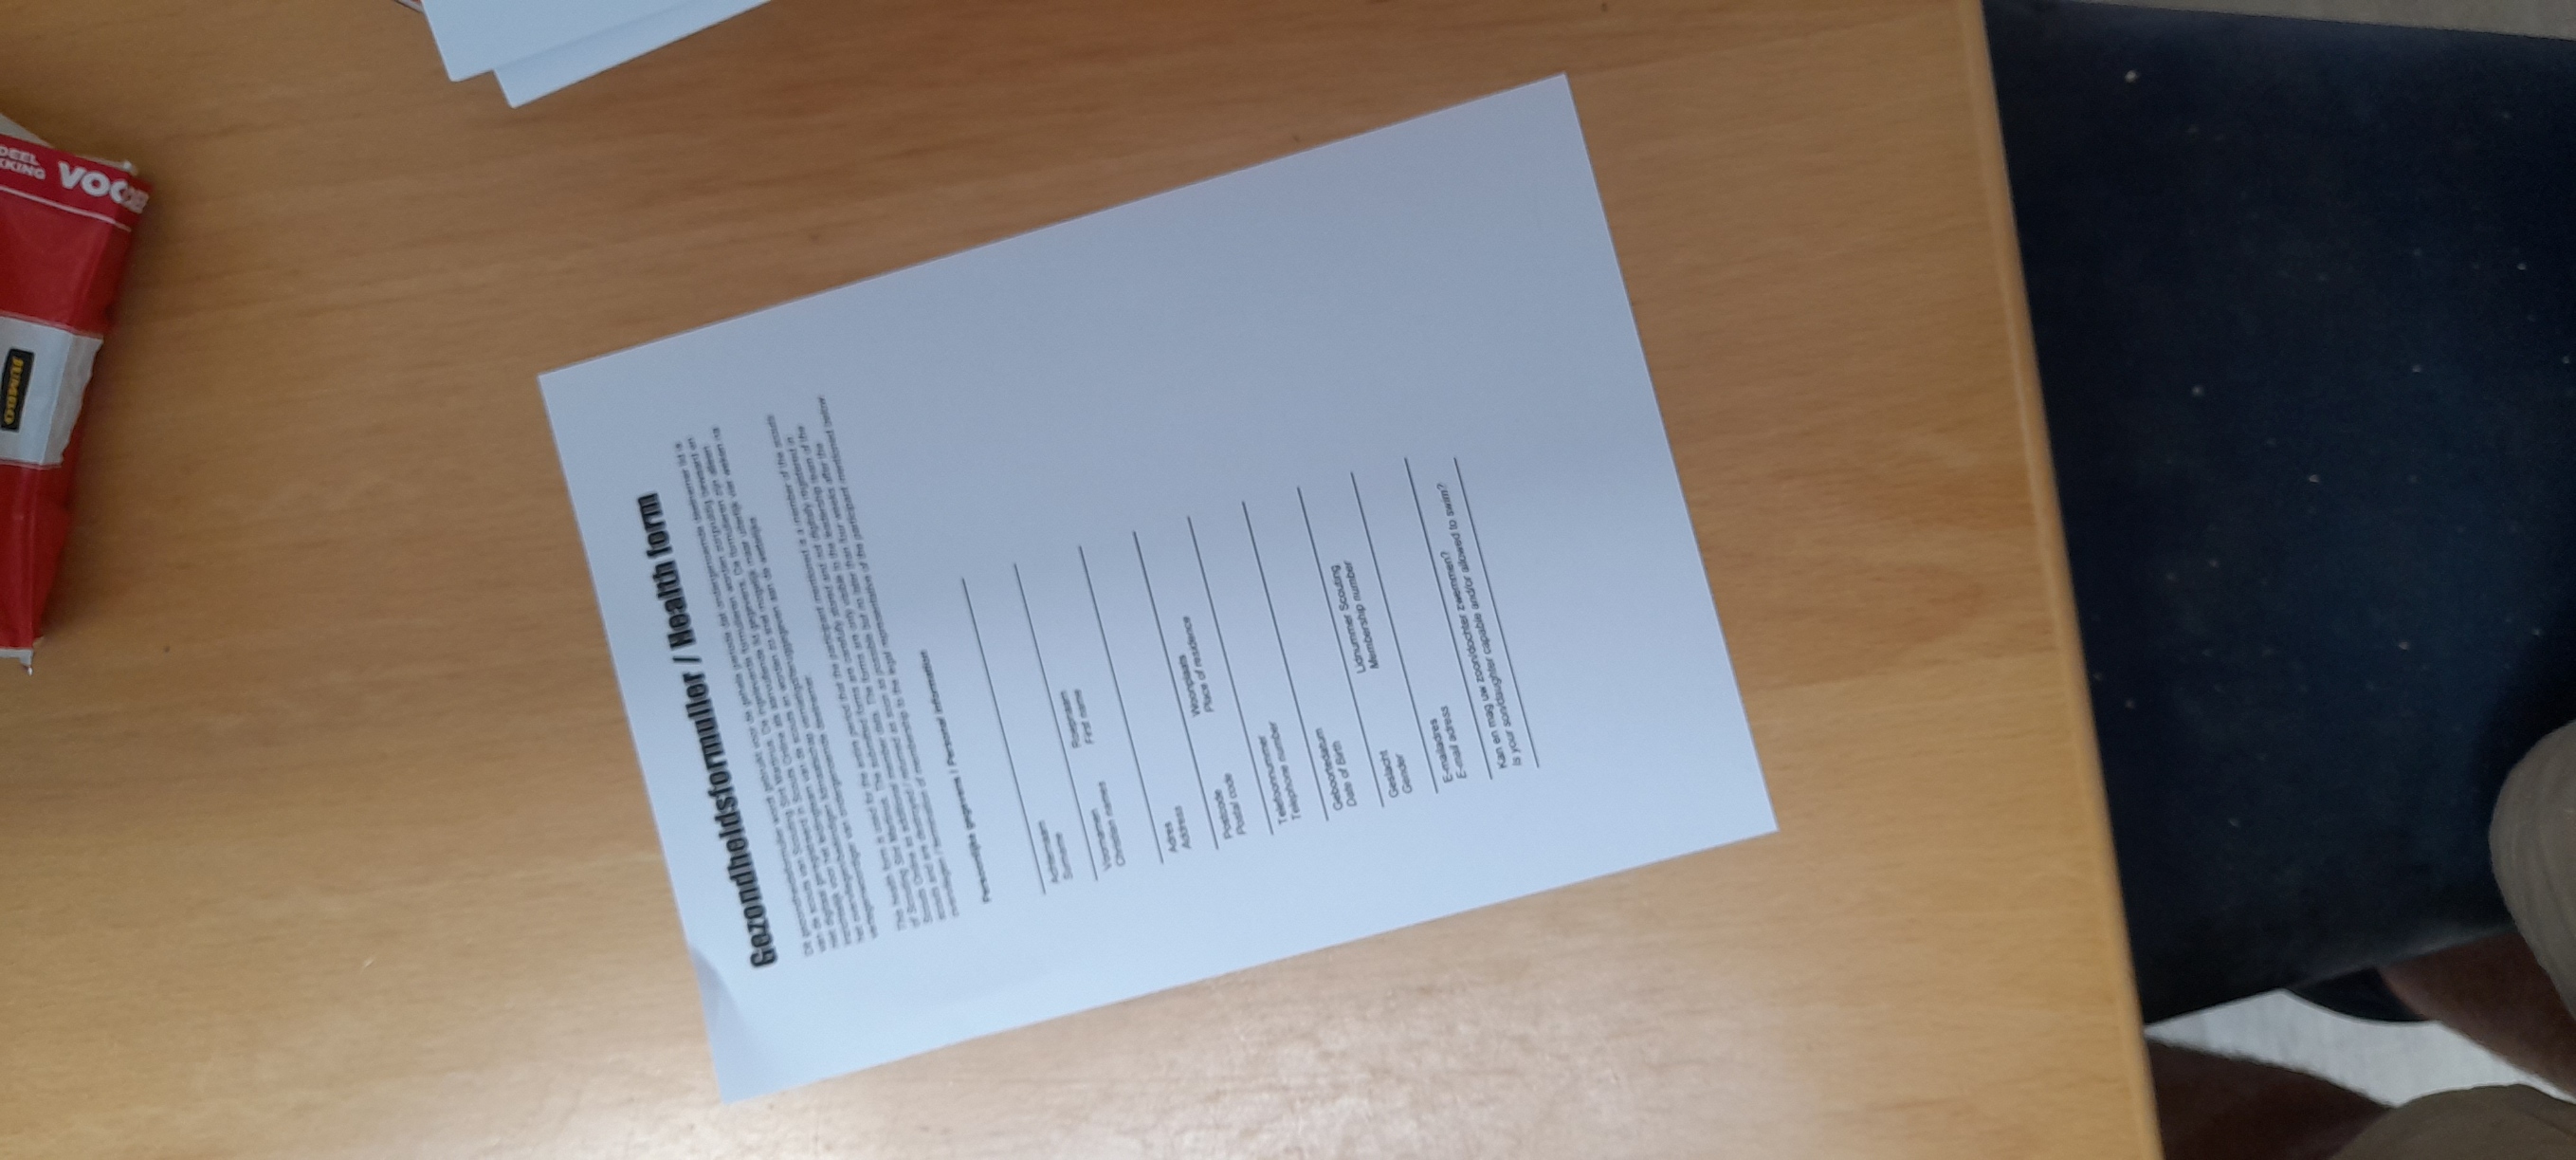 JUMBO
VOO
Gezondheidsformulier / Health form
Dit gezondheidsformulier wordt gebruikt voor de gehele periode dat ondergenoemde deelnemer lid is
van de scouts van Scouting Sint Martinus. De ingeleverde formulieren worden zorgvuldig bewaard en
niet digitaal geregistreerd in Scouts Online als aanvullende lid gegevens. De formulieren zijn alleen
inzichtelijk voor het leidingteam van de scouts en worden zo snel mogelijk maar uiterlijk vier weken na
het overvliegen/beëindigen lidmaatschap vernietigd/teruggegeven aan de wettelijke
vertegenwoordiger van ondergenoemde deelnemer.
This health form is used for the entire period that the participant mentioned is a member of the scouts
of Scouting Sint Martinus. The submitted forms are carefully stored and not digitally registered in
Scouts Online as additional member data. The forms are only visible to the leadership team of the
scouts and are destroyed / returned as soon as possible but no later than four weeks after the
overvliegen / termination of membership to the legal representative of the participant mentioned below.
Persoonlijke gegevens / Personal information
Achternaam
Surname
Voornamen Roepnaam
Christian names First name
Adres
Address
Postcode Woonplaats
Postal code Place of residence
Telefoonnummer
Telephone number
Geboortedatum
Date of Birth
Geslacht Lidnummer Scouting
Gender Membership number
E-mailadres
E-mail adress
Kan en mag uw zoon/dochter zwemmen?
Is your son/daughter capable and/or allowed to swim?